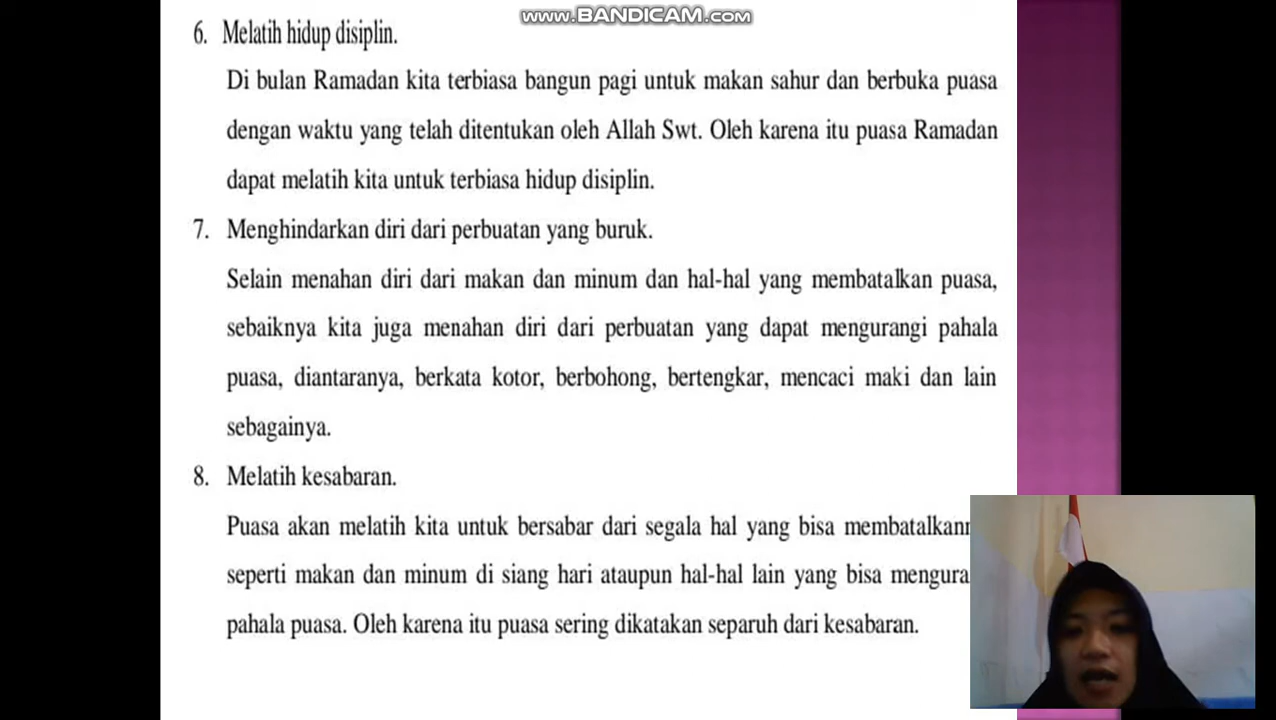 www.BANDICAM.com
6. Melatih hidup disiplin.
Di bulan Ramadan kita terbiasa bangun pagi untuk makan sahur dan berbuka puasa
dengan waktu yang telah ditentukan oleh Allah Swt. Oleh karena itu puasa Ramadan
dapat melatih kita untuk terbiasa hidup disiplin.
7. Menghindarkan diri dari perbuatan yang buruk.
Selain menahan diri dari makan dan minum dan hal-hal yang membatalkan puasa,
sebaiknya kita juga menahan diri dari perbuatan yang dapat mengurangi pahala
puasa, diantaranya, berkata kotor, berbohong, bertengkar, mencaci maki dan lain
sebagainya.
8. Melatih kesabaran.
Puasa akan melatih kita untuk bersabar dari segala hal yang bisa
seperti makan dan minum di siang hari ataupun hal-hal lain yang bisa
pahala puasa. Oleh karena itu puasa sering dikatakan separuh dari kesabaran.